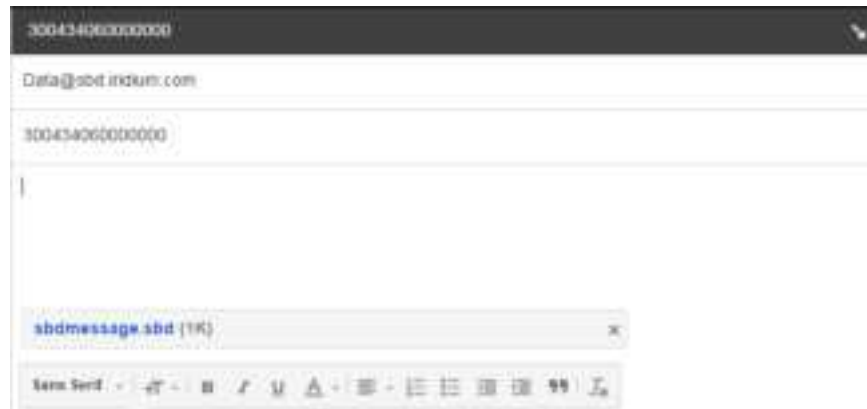 300434060000000
Data@sbd.iridium.com
300434060000000
sbdmessage.sbd (1K)
Sans Serif